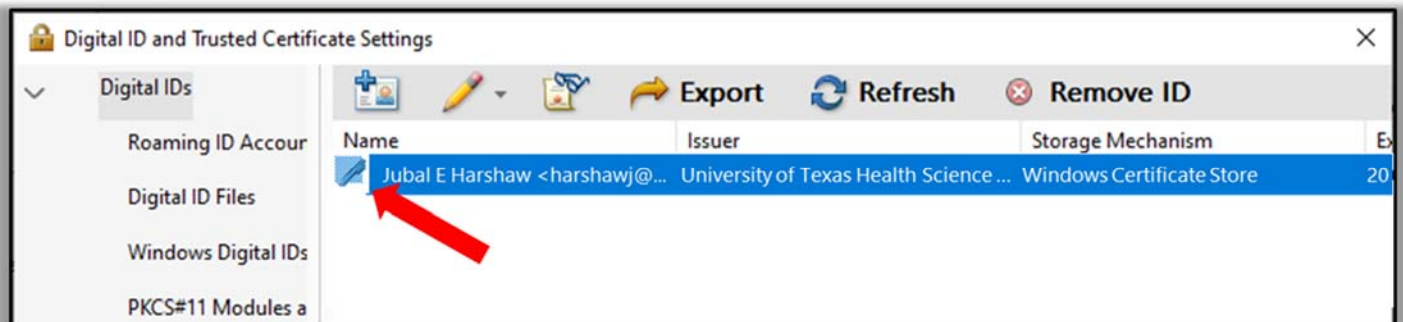 Digital ID and Trusted Certificate Settings
Digital IDs
Export Refresh Remove ID
Roaming ID Accour
Name Issuer Storage Mechanism Ex
Jubal E Harshaw <harshawj@... University of Texas Health Science ... Windows Certificate Store 20
Digital ID Files
Windows Digital IDs
PKCS#11 Modules a